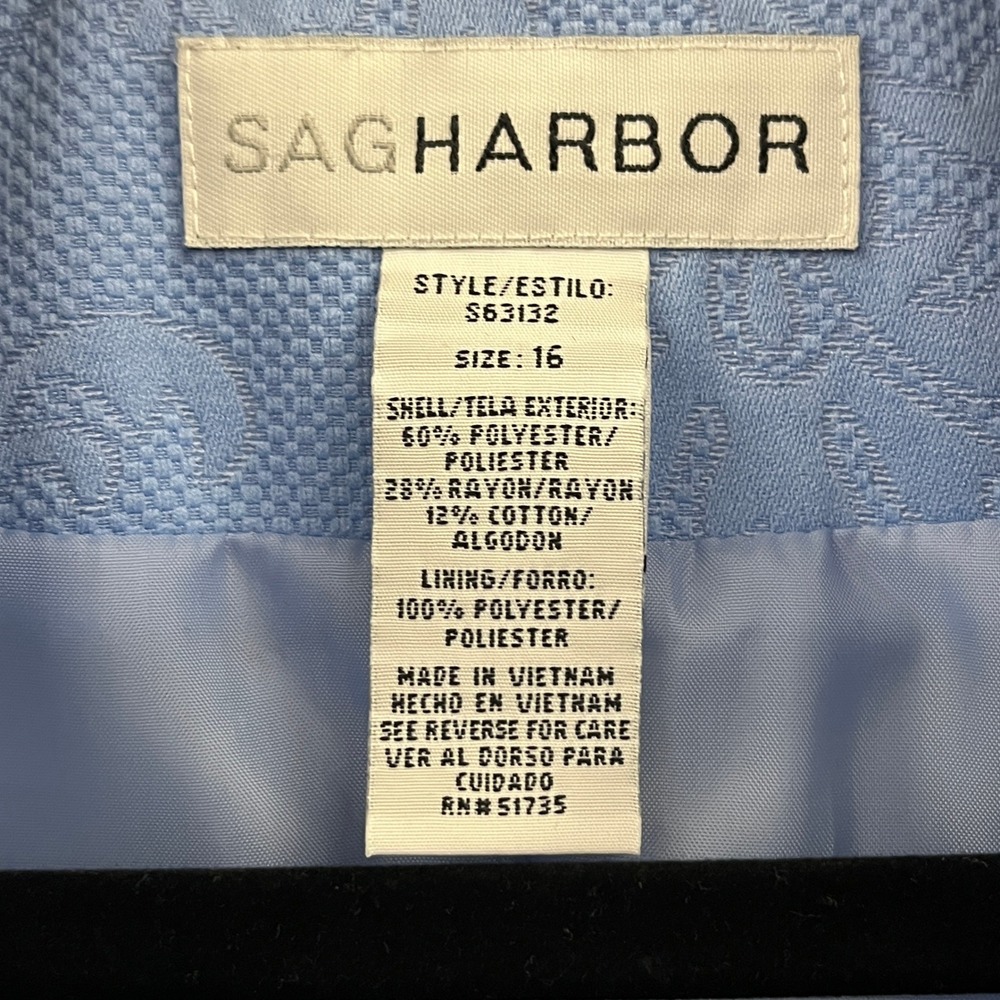 SAGHARBOR
STYLE/ESTILO:
S63132
SIZE: 16
SHELL/TELA EXTERIOR:
60% POLYESTER/
POLIESTER
28% RAYON/RAYON
12% COTTON/
ALGODON
LINING/FORRO:
100% POLYESTER/
POLIESTER
MADE IN VIETNAM
HECHO EN VIETNAM
SEE REVERSE FOR CARE
VER AL DORSO PARA
CUIDADO
RN# 51735